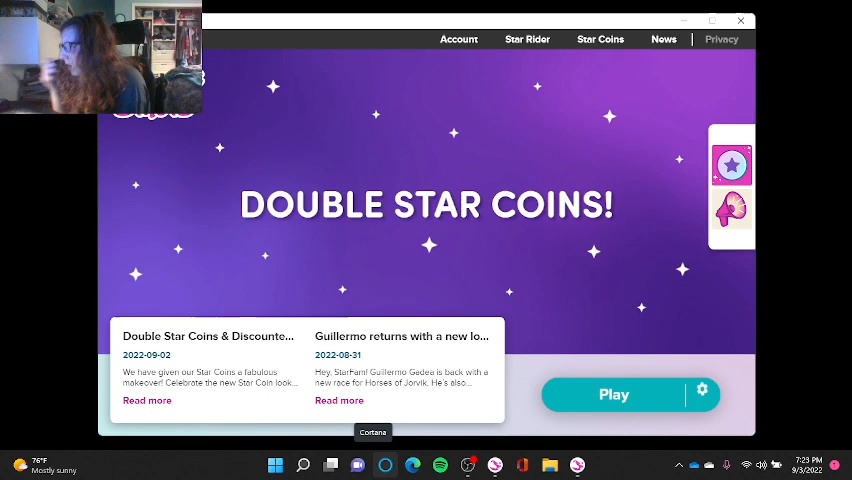 Account Star Rider Star Coins News Privacy
DOUBLE STAR COINS!
Double Star Coins & Discounte...
2022-09-02
We have given our Star Coins a fabulous
makeover! Celebrate the new Star Coin look...
Read more
Guillermo returns with a new lo...
2022-08-31
Hey, StarFam! Guillermo Gadea is back with a
new race for Horses of Jorvik. He's also...
Read more
Play
Cortana
76°F
Mostly sunny
7:23 PM
9/3/2022